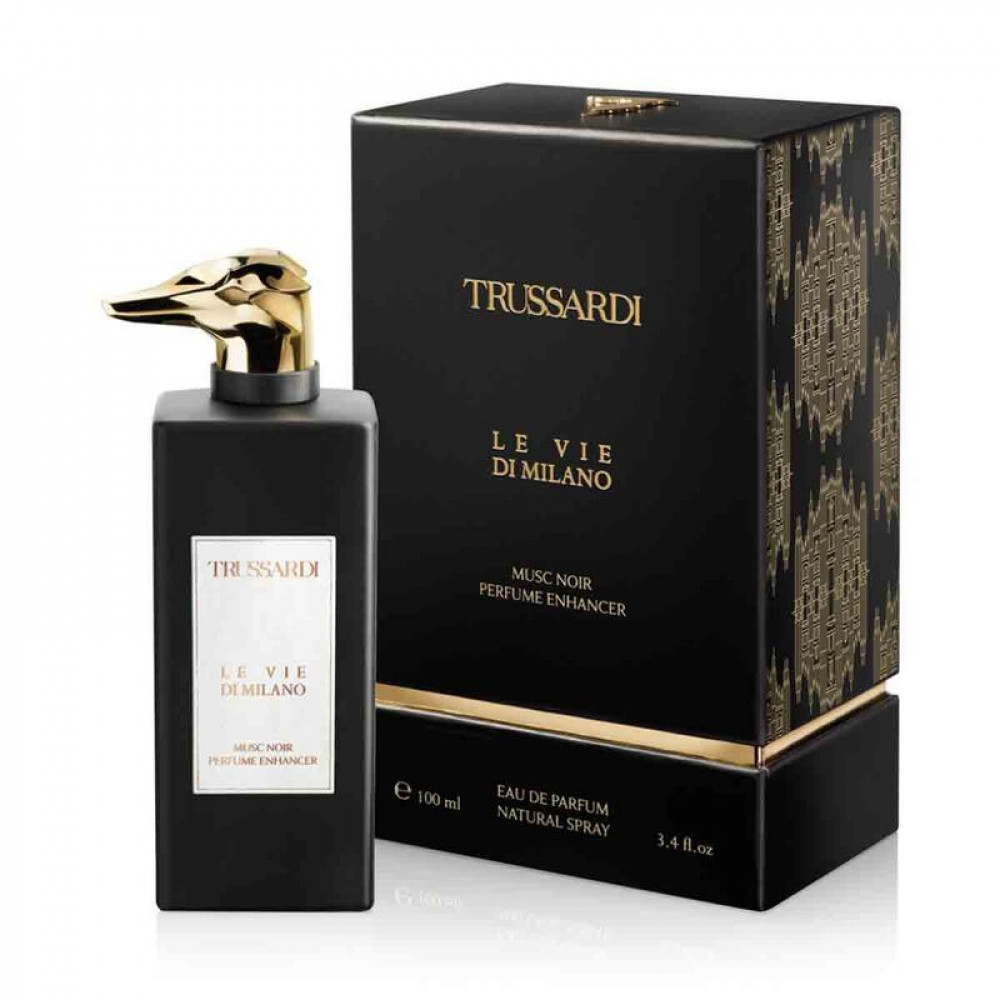 TRUSSARDI
LE VIE
DI MILANO
MUSC NOIR
PERFUME ENHANCER
TRUSSARDI
LE VIE
DI MILANO
MUSC NOIR
PERFUME ENHANCER
℮ 100 ml
EAU DE PARFUM
NATURAL SPRAY
3.4 fl.oz